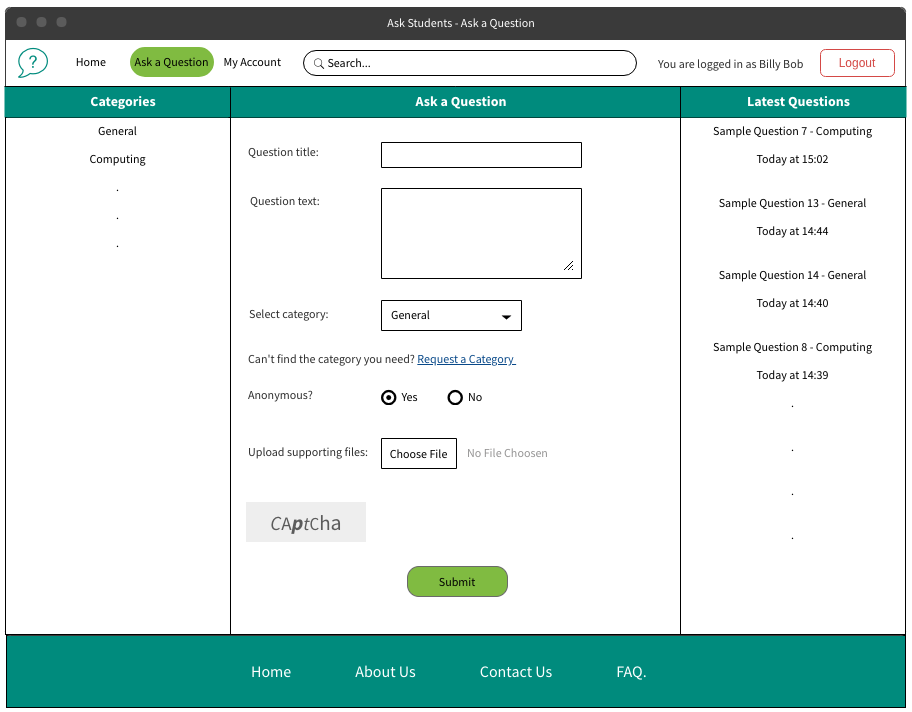 Ask Students - Ask a Question
?
Home
Ask a Question
My Account
Search...
You are logged in as Billy Bob
Logout
Categories
General
Computing
.
.
.
Ask a Question
Question title:
Question text:
Select category:
General
Can't find the category you need? Request a Category
Anonymous?
Yes
No
Upload supporting files:
Choose File
No File Choosen
CAptCha
Submit
Latest Questions
Sample Question 7 - Computing
Today at 15:02
Sample Question 13 - General
Today at 14:44
Sample Question 14 - General
Today at 14:40
Sample Question 8 - Computing
Today at 14:39
.
.
.
.
Home
About Us
Contact Us
FAQ.